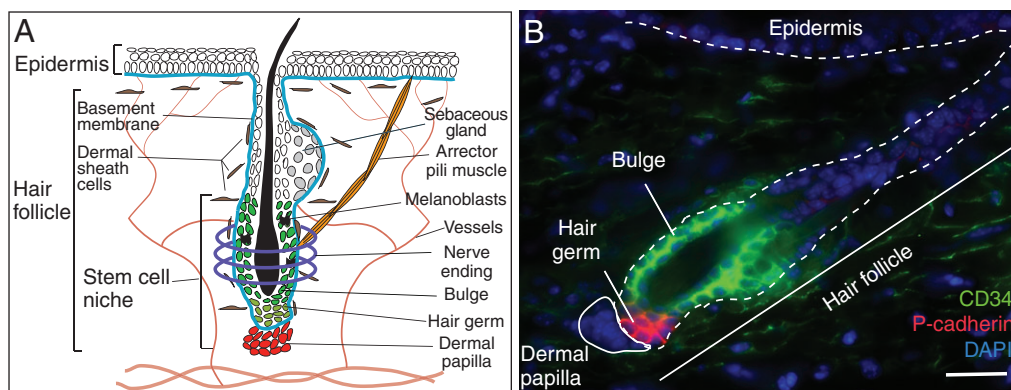 A
Epidermis
Basement
membrane
Dermal
sheath
cells
Hair
follicle
Stem cell
niche
Sebaceous
gland
Arrector
pili muscle
Melanoblasts
Vessels
Nerve
ending
Bulge
Hair germ
Dermal
papilla
B
Epidermis
Bulge
Hair
germ
Hair follicle
Dermal
papilla
CD34
P-cadherin
DAPI